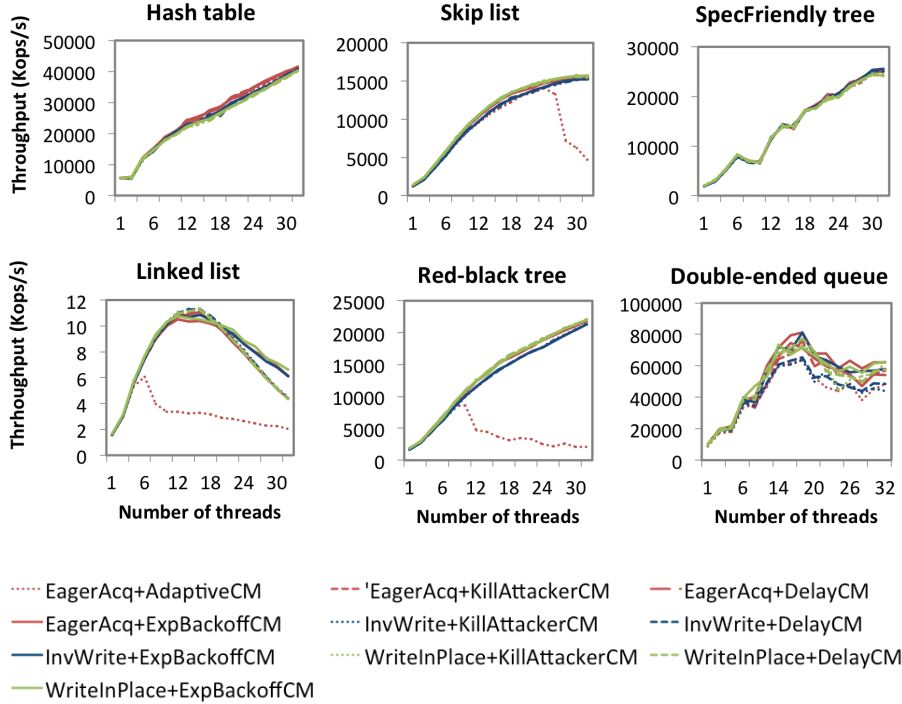 Hash table
Skip list
SpecFriendly tree
Throughput (Kops/s)
50000
40000
30000
20000
10000
0
1 6 12 18 24 30
20000
15000
10000
5000
0
1 6 12 18 24 30
30000
20000
10000
0
1 6 12 18 24 30
Linked list
Red-black tree
Double-ended queue
Thrhoughput (Kops/s)
12
10
8
6
4
2
0
1 6 12 18 24 30
Number of threads
25000
20000
15000
10000
5000
0
1 6 12 18 24 30
Number of threads
100000
80000
60000
40000
20000
0
1 6 14 20 26 32
Number of threads
EagerAcq+AdaptiveCM
'EagerAcq+KillAttackerCM
EagerAcq+DelayCM
EagerAcq+ExpBackoffCM
InvWrite+KillAttackerCM
InvWrite+DelayCM
InvWrite+ExpBackoffCM
WriteInPlace+KillAttackerCM
WriteInPlace+DelayCM
WriteInPlace+ExpBackoffCM